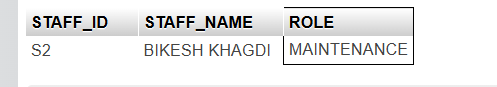 STAFF_ID STAFF_NAME ROLE
S2 BIKESH KHAGDI MAINTENANCE